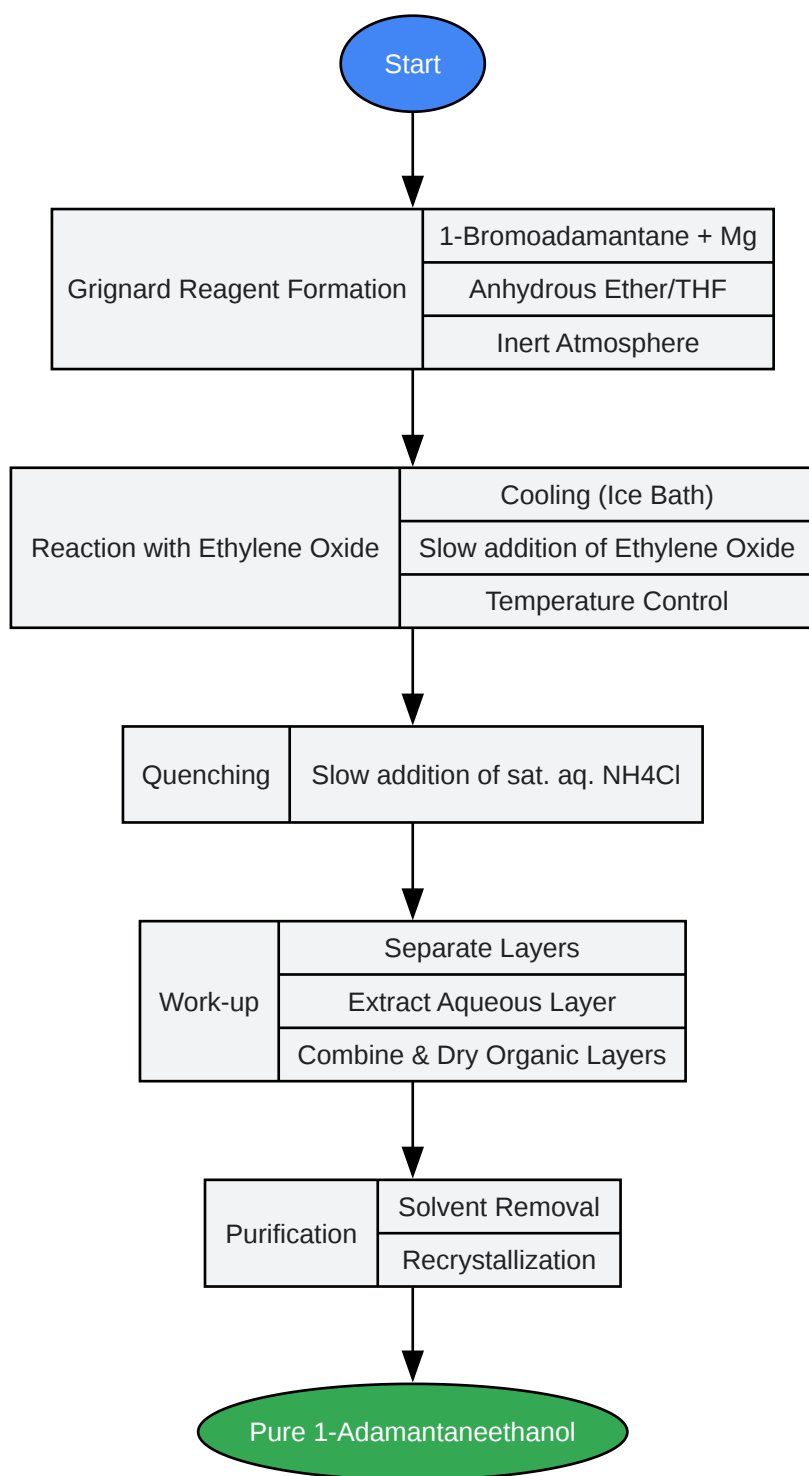 Start
Grignard Reagent Formation
1-Bromoadamantane + Mg
Anhydrous Ether/THF
Inert Atmosphere
Reaction with Ethylene Oxide
Cooling (Ice Bath)
Slow addition of Ethylene Oxide
Temperature Control
Quenching
Slow addition of sat. aq. NH4Cl
Work-up
Separate Layers
Extract Aqueous Layer
Combine & Dry Organic Layers
Purification
Solvent Removal
Recrystallization
Pure 1-Adamantaneethanol